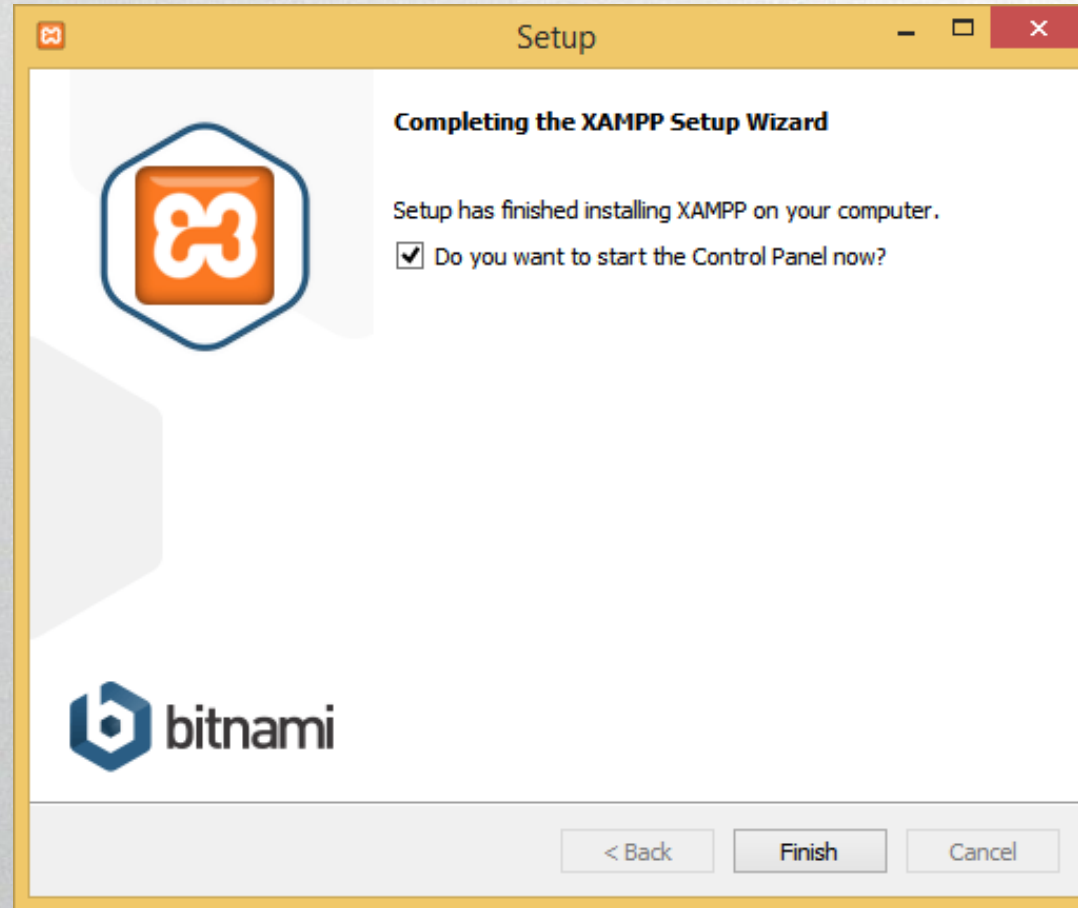 Setup
Completing the XAMPP Setup Wizard
Setup has finished installing XAMPP on your computer.
Do you want to start the Control Panel now?
bitnami
< Back
Finish
Cancel